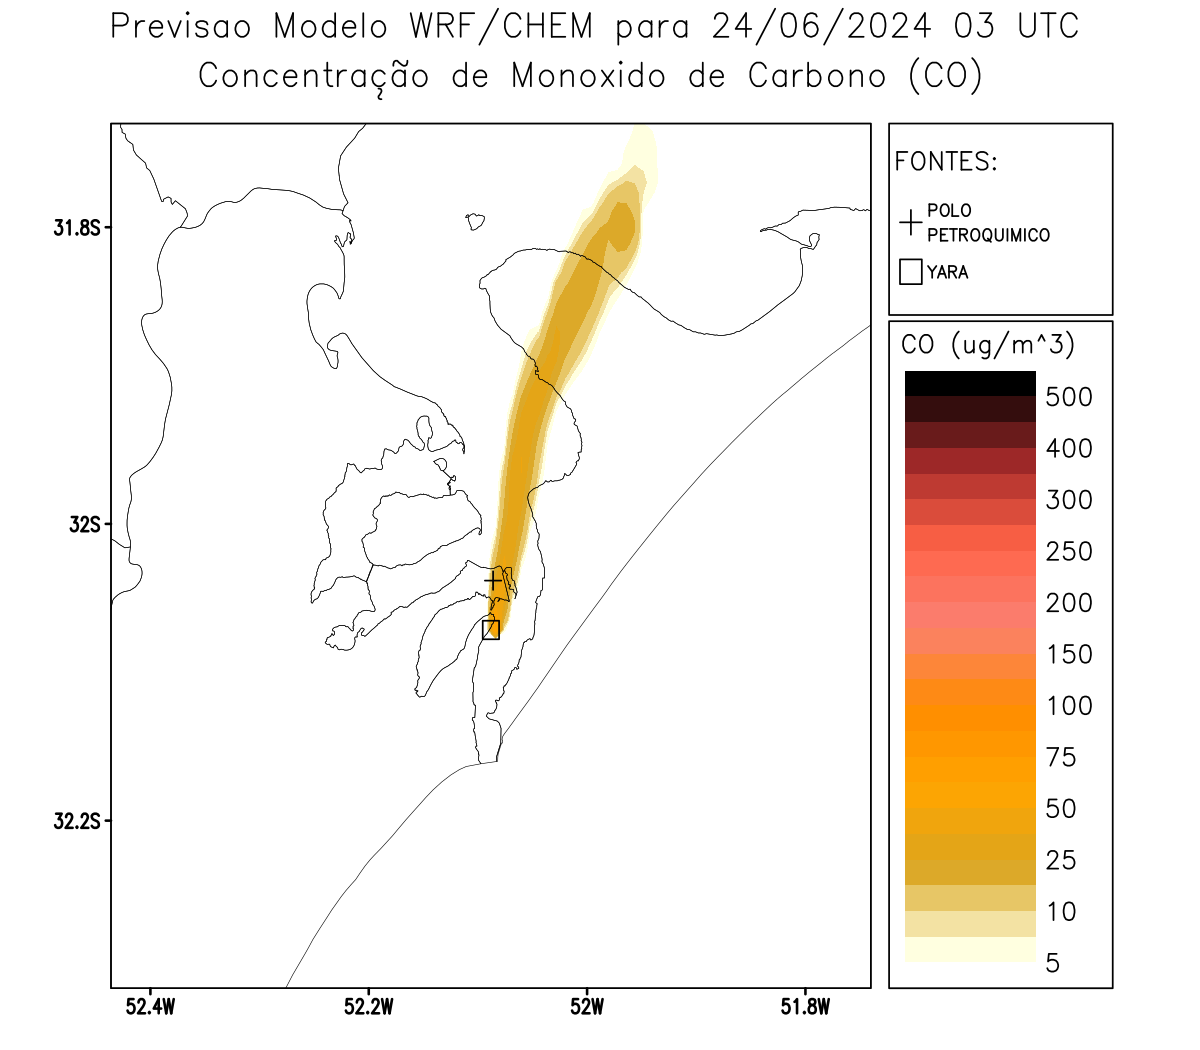 Previsao Modelo WRF/CHEM para 24/06/2024 03 UTC
Concentração de Monoxido de Carbono (CO)
FONTES:
POLO
PETROQUIMICO
YARA
CO (ug/m^3)
500
400
300
250
200
150
100
75
50
25
10
5
31.8S
32S
32.2S
52.4W
52.2W
52W
51.8W